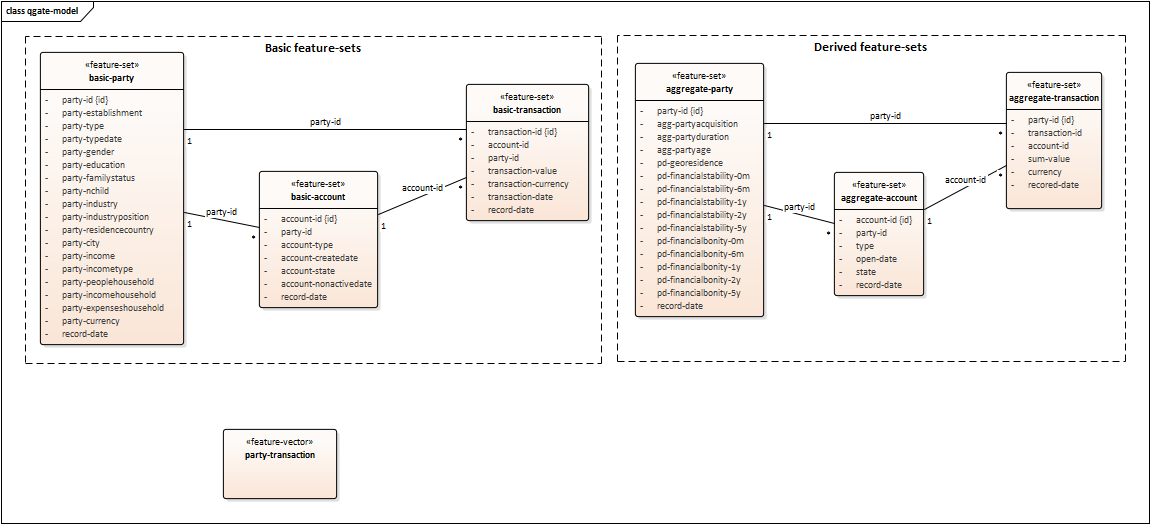 class qgate-model
Basic feature-sets
«feature-set»
basic-party
- party-id {id}
- party-establishment
- party-type
- party-typedate
- party-gender
- party-education
- party-familystatus
- party-nchild
- party-industry
- party-industryposition
- party-residencecountry
- party-city
- party-income
- party-incometype
- party-peoplehousehold
- party-incomehousehold
- party-expenseshousehold
- party-currency
- record-date
party-id
1
*
party-id
1
*
«feature-set»
basic-account
- account-id {id}
- party-id
- account-type
- account-createdate
- account-state
- account-nonactivedate
- record-date
account-id
1
*
«feature-set»
basic-transaction
- transaction-id {id}
- account-id
- party-id
- transaction-value
- transaction-currency
- transaction-date
- record-date
Derived feature-sets
«feature-set»
aggregate-party
- party-id {id}
- agg-partyacquisition
- agg-partyduration
- agg-partyage
- pd-georesidence
- pd-financialstability-0m
- pd-financialstability-6m
- pd-financialstability-1y
- pd-financialstability-2y
- pd-financialstability-5y
- pd-financialbonity-0m
- pd-financialbonity-6m
- pd-financialbonity-1y
- pd-financialbonity-2y
- pd-financialbonity-5y
- record-date
party-id
1
*
party-id
1
*
«feature-set»
aggregate-account
- account-id {id}
- party-id
- type
- open-date
- state
- record-date
account-id
1
*
«feature-set»
aggregate-transaction
- party-id {id}
- transaction-id
- account-id
- sum-value
- currency
- recored-date
«feature-vector»
party-transaction